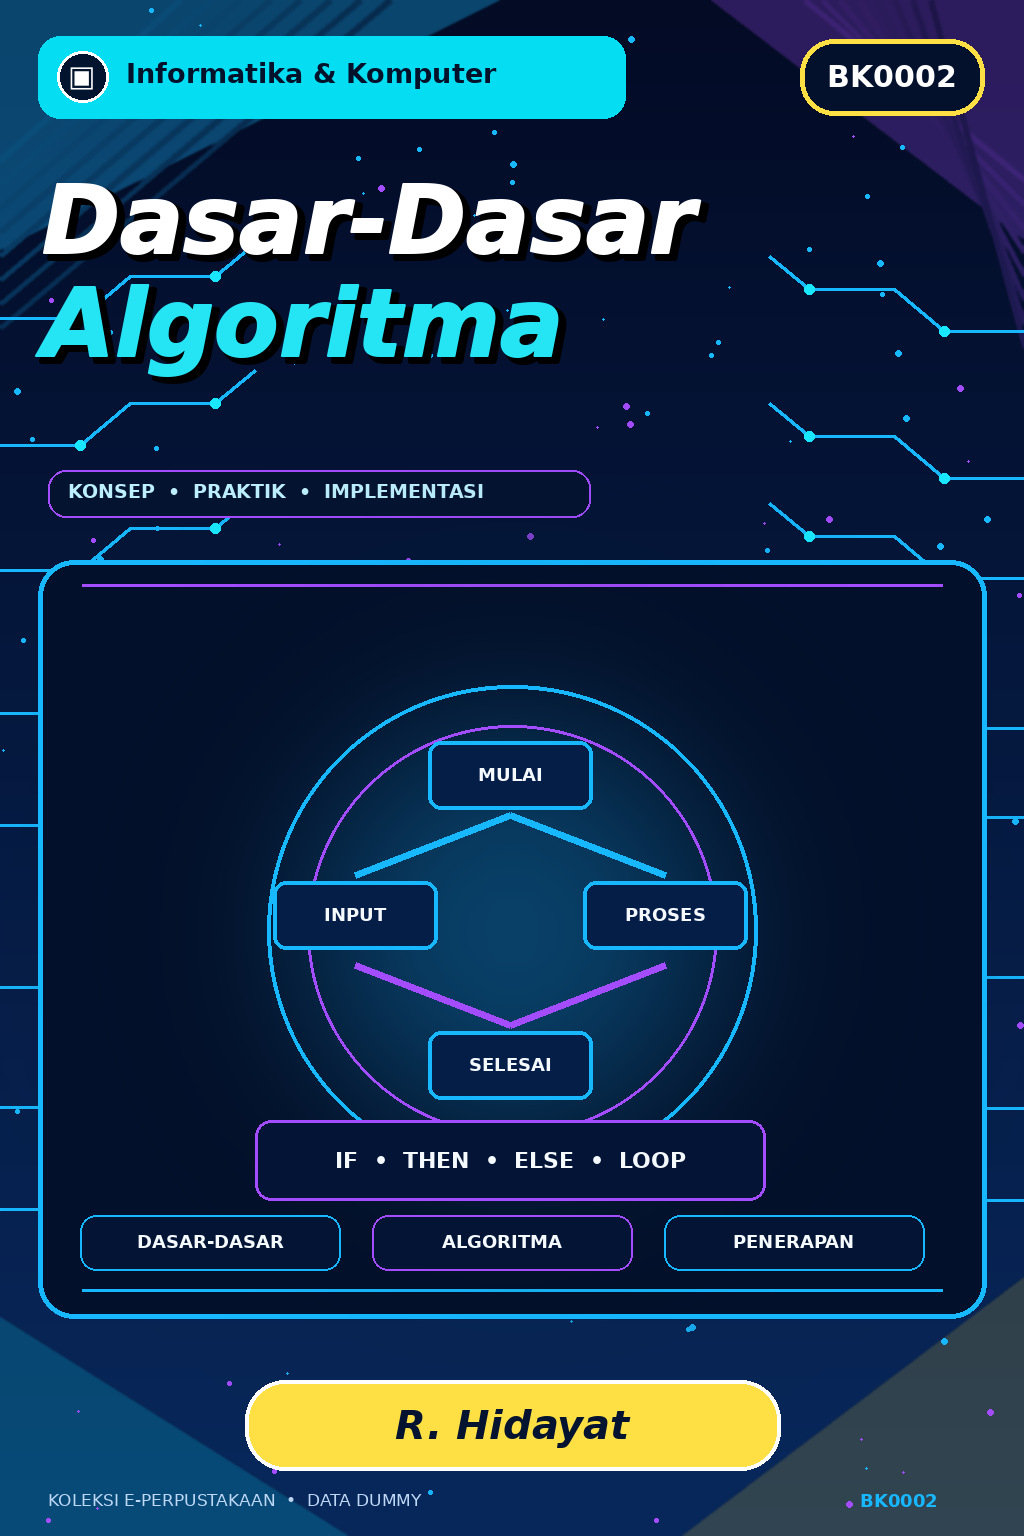 Informatika & Komputer
BK0002
Dasar-Dasar
Algoritma
KONSEP • PRAKTIK • IMPLEMENTASI
MULAI
INPUT
PROSES
SELESAI
IF • THEN • ELSE • LOOP
DASAR-DASAR
ALGORITMA
PENERAPAN
R. Hidayat
KOLEKSI E-PERPUSTAKAAN • DATA DUMMY
BK0002